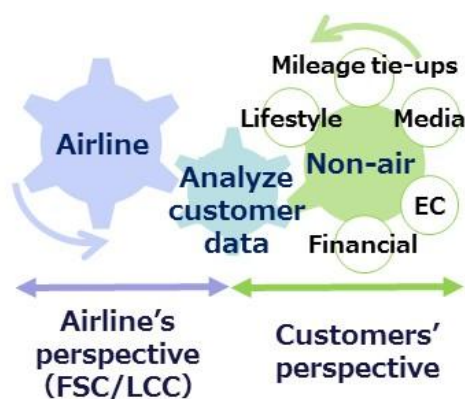 Mileage tie-ups
Lifestyle
Media
Airline
Non-air
Analyze
customer
data
EC
Financial
Airline’s
perspective
（FSC/LCC）
Customers’
perspective